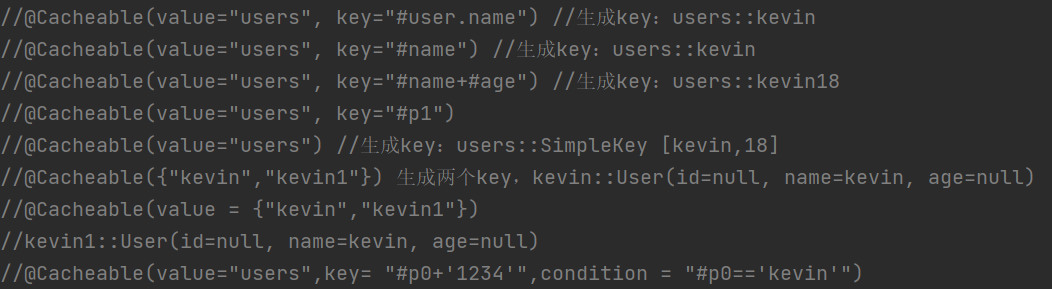 //@Cacheable(value="users", key="#user.name") //生成key：users::kevin
//@Cacheable(value="users", key="#name") //生成key：users::kevin
//@Cacheable(value="users", key="#name+#age") //生成key：users::kevin18
//@Cacheable(value="users", key="#p1")
//@Cacheable(value="users") //生成key：users::SimpleKey [kevin,18]
//@Cacheable({"kevin","kevin1"}) 生成两个key，kevin::User(id=null, name=kevin, age=null)
//@Cacheable(value = {"kevin","kevin1"})
//kevin1::User(id=null, name=kevin, age=null)
//@Cacheable(value="users",key= "#p0+'1234'",condition = "#p0=='kevin'")